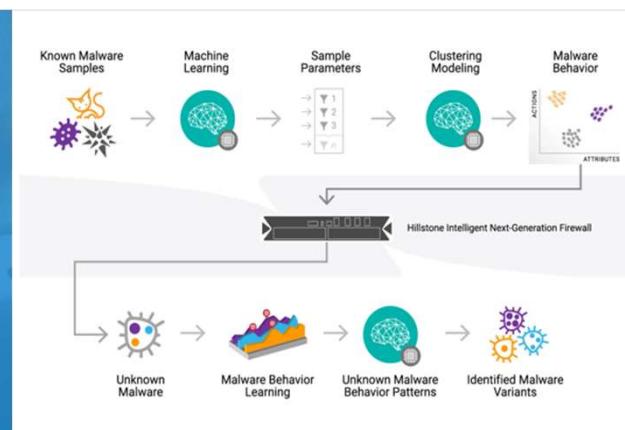 Known Malware
Samples
Machine
Learning
Sample
Parameters
Clustering
Modeling
Malware
Behavior
1
2
3
n
ACTIONS
ATTRIBUTES
Hillstone Intelligent Next-Generation Firewall
Unknown
Malware
Malware Behavior
Learning
Unknown Malware
Behavior Patterns
Identified Malware
Variants